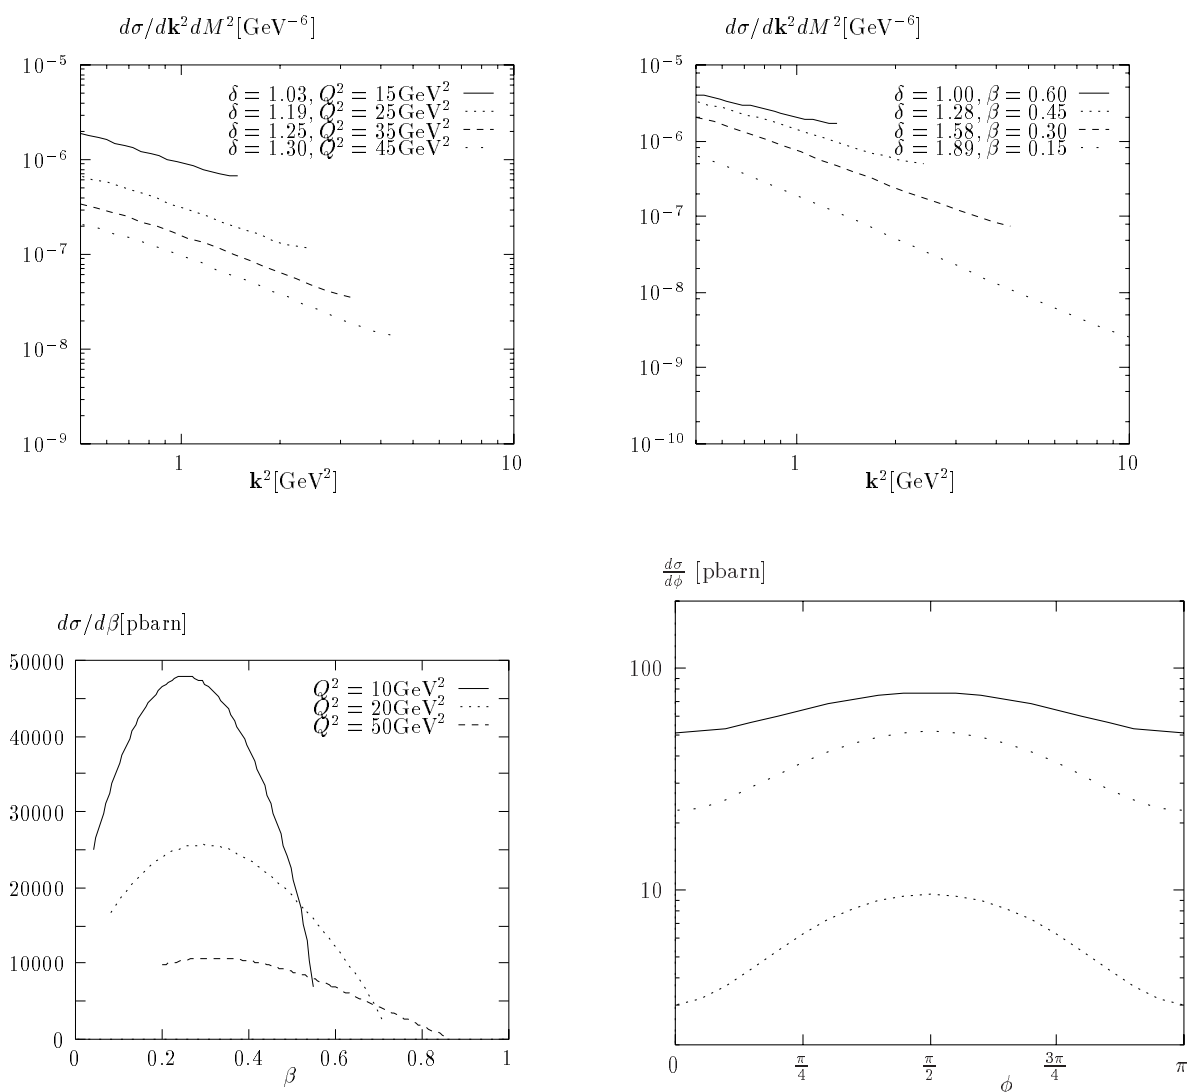 dσ/dk²dM²[GeV⁻⁶]
10⁻⁵
10⁻⁶
10⁻⁷
10⁻⁸
10⁻⁹
δ = 1.03, Q² = 15GeV²
δ = 1.19, Q² = 25GeV²
δ = 1.25, Q² = 35GeV²
δ = 1.30, Q² = 45GeV²
1 10
k²[GeV²]
dσ/dk²dM²[GeV⁻⁶]
10⁻⁵
10⁻⁶
10⁻⁷
10⁻⁸
10⁻⁹
10⁻¹⁰
δ = 1.00, β = 0.60
δ = 1.28, β = 0.45
δ = 1.58, β = 0.30
δ = 1.89, β = 0.15
1 10
k²[GeV²]
dσ/dβ[pbarn]
50000
40000
30000
20000
10000
0
Q² = 10GeV²
Q² = 20GeV²
Q² = 50GeV²
0 0.2 0.4 0.6 0.8 1
β
dσ/dφ [pbarn]
100
10
0 π/4 π/2 3π/4 π
φ